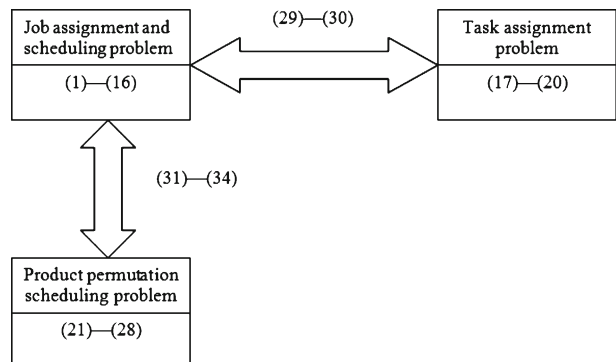 Job assignment and
scheduling problem
(1)—(16)
(29)—(30)
Task assignment
problem
(17)—(20)
(31)—(34)
Product permutation
scheduling problem
(21)—(28)